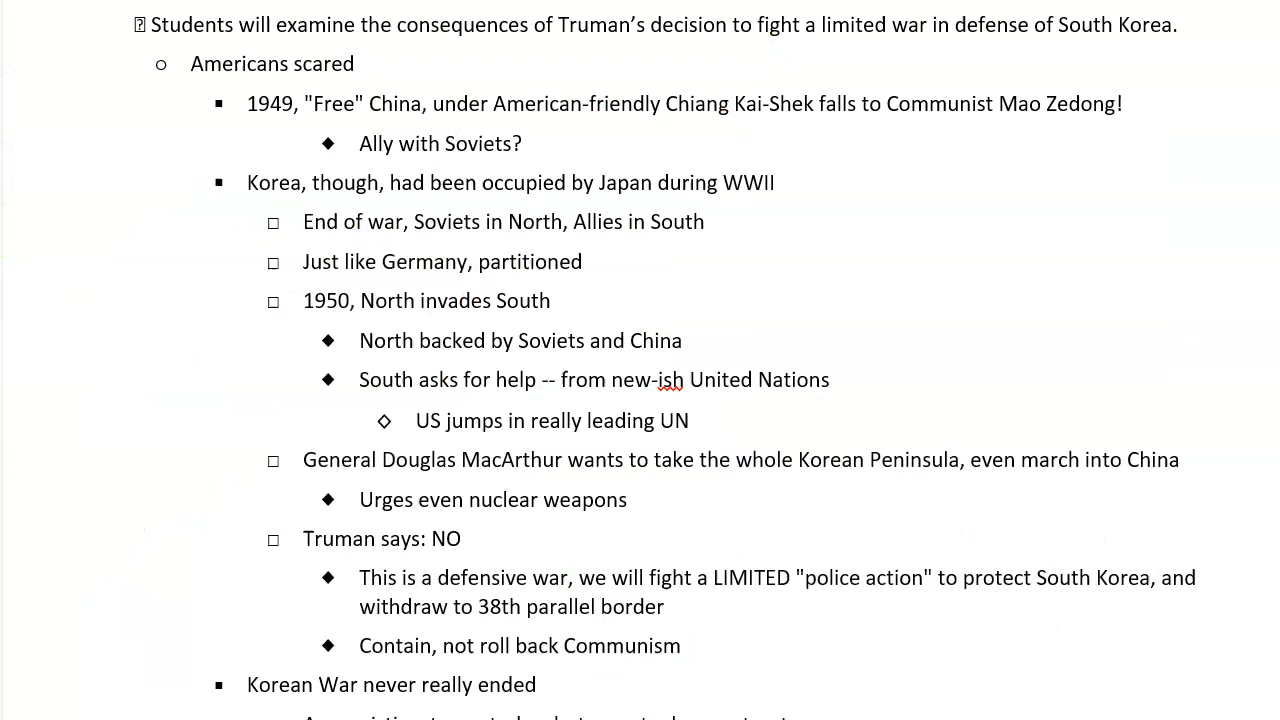 Students will examine the consequences of Truman’s decision to fight a limited war in defense of South Korea.
Americans scared
1949, "Free" China, under American-friendly Chiang Kai-Shek falls to Communist Mao Zedong!
Ally with Soviets?
Korea, though, had been occupied by Japan during WWII
End of war, Soviets in North, Allies in South
Just like Germany, partitioned
1950, North invades South
North backed by Soviets and China
South asks for help -- from new-ish United Nations
US jumps in really leading UN
General Douglas MacArthur wants to take the whole Korean Peninsula, even march into China
Urges even nuclear weapons
Truman says: NO
This is a defensive war, we will fight a LIMITED "police action" to protect South Korea, and
withdraw to 38th parallel border
Contain, not roll back Communism
Korean War never really ended